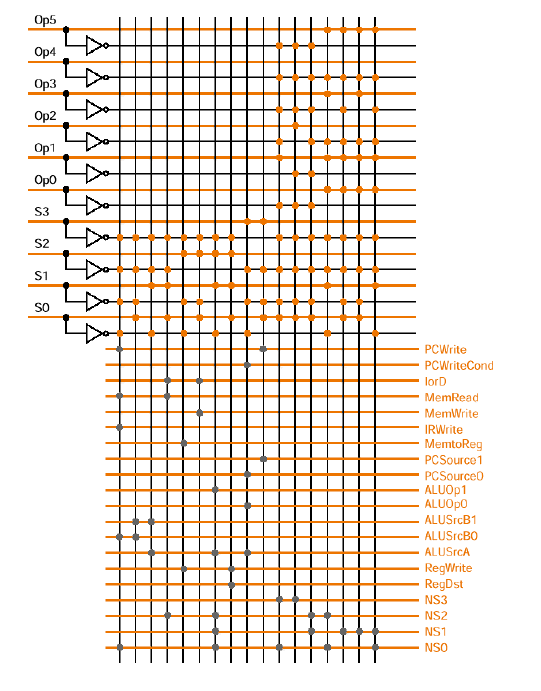 Op5
Op4
Op3
Op2
Op1
Op0
S3
S2
S1
S0
PCWrite
PCWriteCond
IorD
MemRead
MemWrite
IRWrite
MemtoReg
PCSource1
PCSource0
ALUOp1
ALUOp0
ALUSrcB1
ALUSrcB0
ALUSrcA
RegWrite
RegDst
NS3
NS2
NS1
NS0